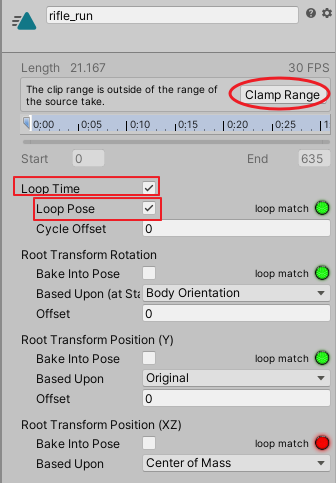 rifle_run
Length 21.167 30 FPS
The clip range is outside of the range of
the source take.
Clamp Range
0:00 0;05 0;10 0;15 0;20 0;25 1
Start 0 End 635
Loop Time
Loop Pose loop match
Cycle Offset 0
Root Transform Rotation
Bake Into Pose loop match
Based Upon (at Sta Body Orientation
Offset 0
Root Transform Position (Y)
Bake Into Pose loop match
Based Upon Original
Offset 0
Root Transform Position (XZ)
Bake Into Pose loop match
Based Upon Center of Mass